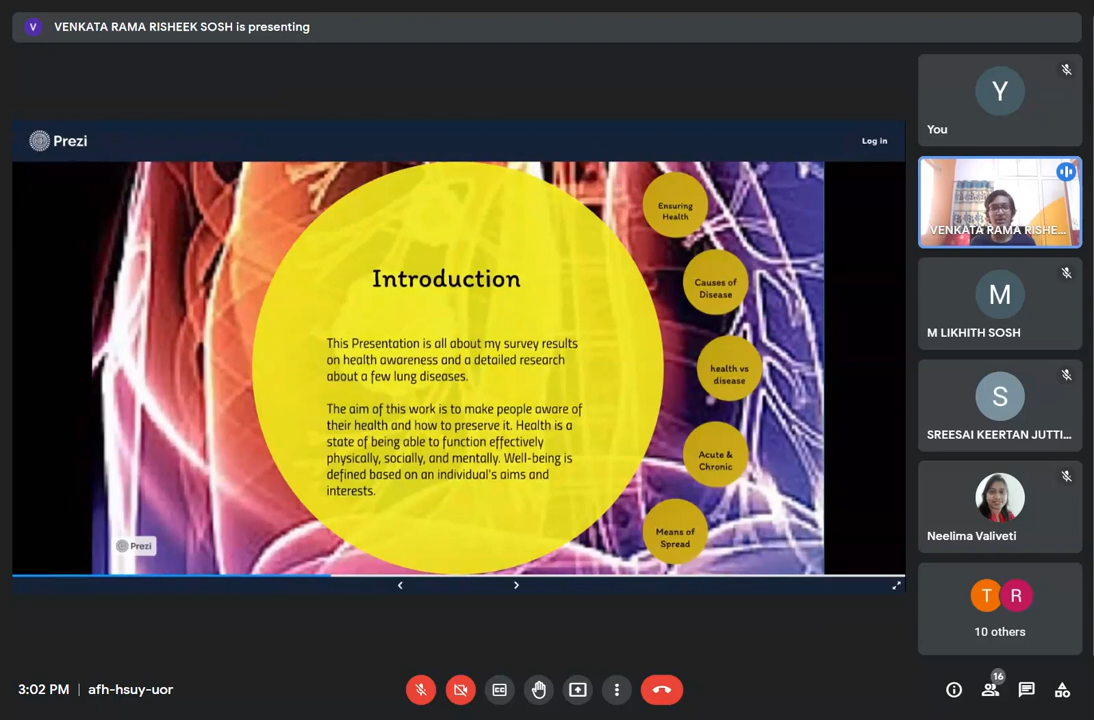 V
VENKATA RAMA RISHEEK SOSH is presenting
Prezi
Log in
Introduction
This Presentation is all about my survey results
on health awareness and a detailed research
about a few lung diseases.
The aim of this work is to make people aware of
their health and how to preserve it. Health is a
state of being able to function effectively
physically, socially, and mentally. Well-being is
defined based on an individual's aims and
interests.
Ensuring
Health
Causes of
Disease
health vs
disease
Acute &
Chronic
Means of
Spread
Prezi
Y
You
VENKATA RAMA RISHE...
M
M LIKHITH SOSH
S
SREESAI KEERTAN JUTTI...
Neelima Valiveti
T R
10 others
3:02 PM | afh-hsuy-uor
CC
16